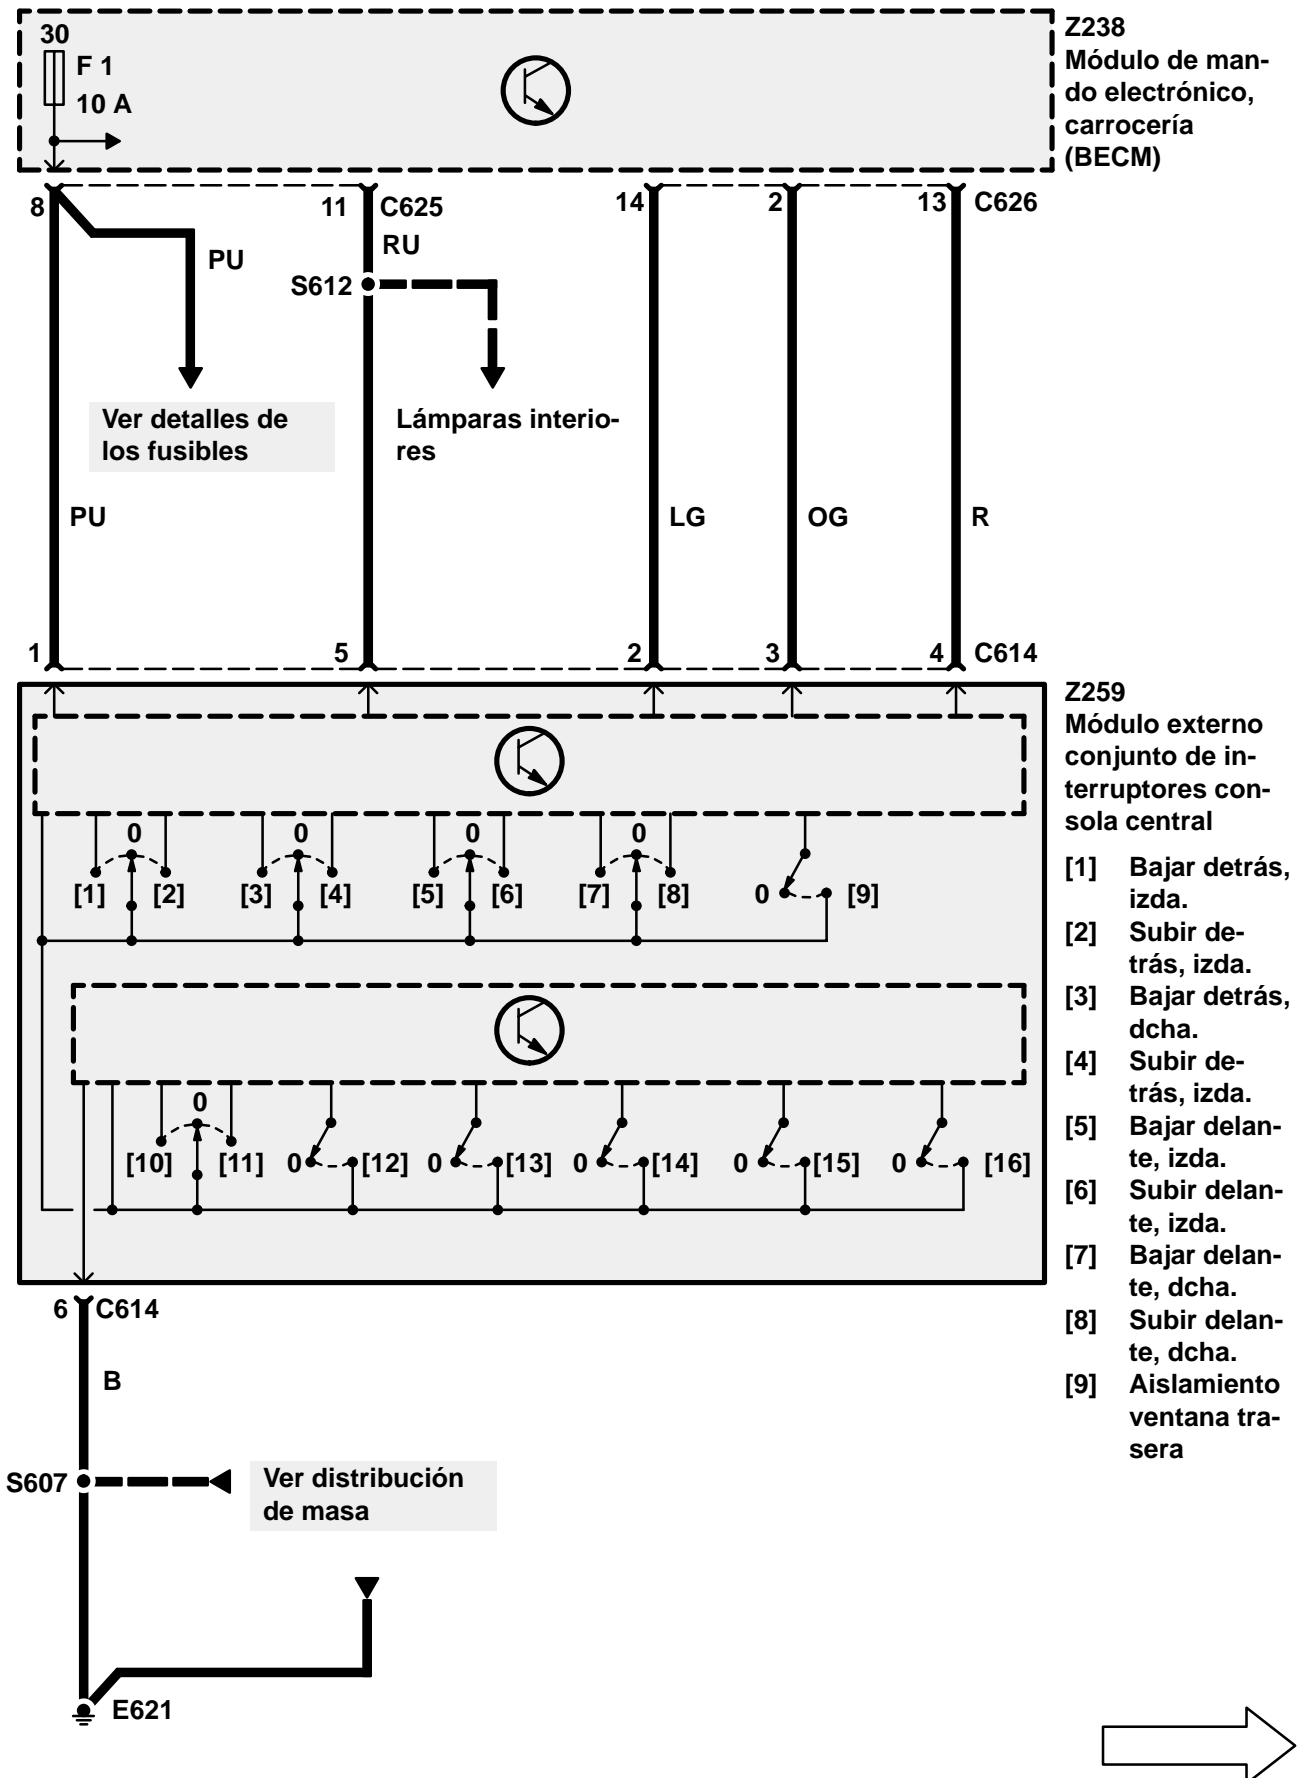 30
F 1
10 A
Z238
Módulo de man-
do electrónico,
carrocería
(BECM)
8
11
C625
14
2
13
C626
PU
RU
S612
Ver detalles de
los fusibles
Lámparas interio-
res
PU
LG
OG
R
1
5
2
3
4
C614
Z259
Módulo externo
conjunto de in-
terruptores con-
sola central
0
0
0
0
[1]
[2]
[3]
[4]
[5]
[6]
[7]
[8]
0
[9]
[1] Bajar detrás,
izda.
[2] Subir de-
trás, izda.
[3] Bajar detrás,
dcha.
[4] Subir de-
trás, izda.
[5] Bajar delan-
te, izda.
[6] Subir delan-
te, izda.
[7] Bajar delan-
te, dcha.
[8] Subir delan-
te, dcha.
[9] Aislamiento
ventana tra-
sera
0
[10]
[11]
0
[12]
0
[13]
0
[14]
0
[15]
0
[16]
6
C614
B
S607
Ver distribución
de masa
E621